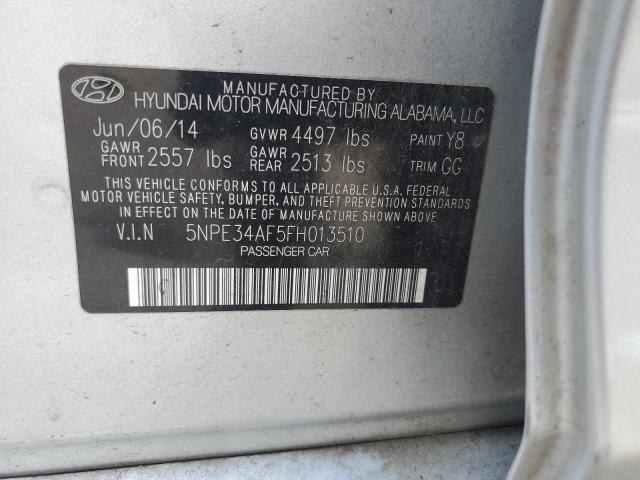 MANUFACTURED BY
HYUNDAI MOTOR MANUFACTURING ALABAMA, LLC
Jun/06/14 GVWR 4497 lbs PAINT Y8
GAWR FRONT 2557 lbs GAWR REAR 2513 lbs TRIM GG
THIS VEHICLE CONFORMS TO ALL APPLICABLE U.S.A. FEDERAL
MOTOR VEHICLE SAFETY, BUMPER, AND THEFT PREVENTION STANDARDS
IN EFFECT ON THE DATE OF MANUFACTURE SHOWN ABOVE.
V.I.N 5NPE34AF5FH013510
PASSENGER CAR